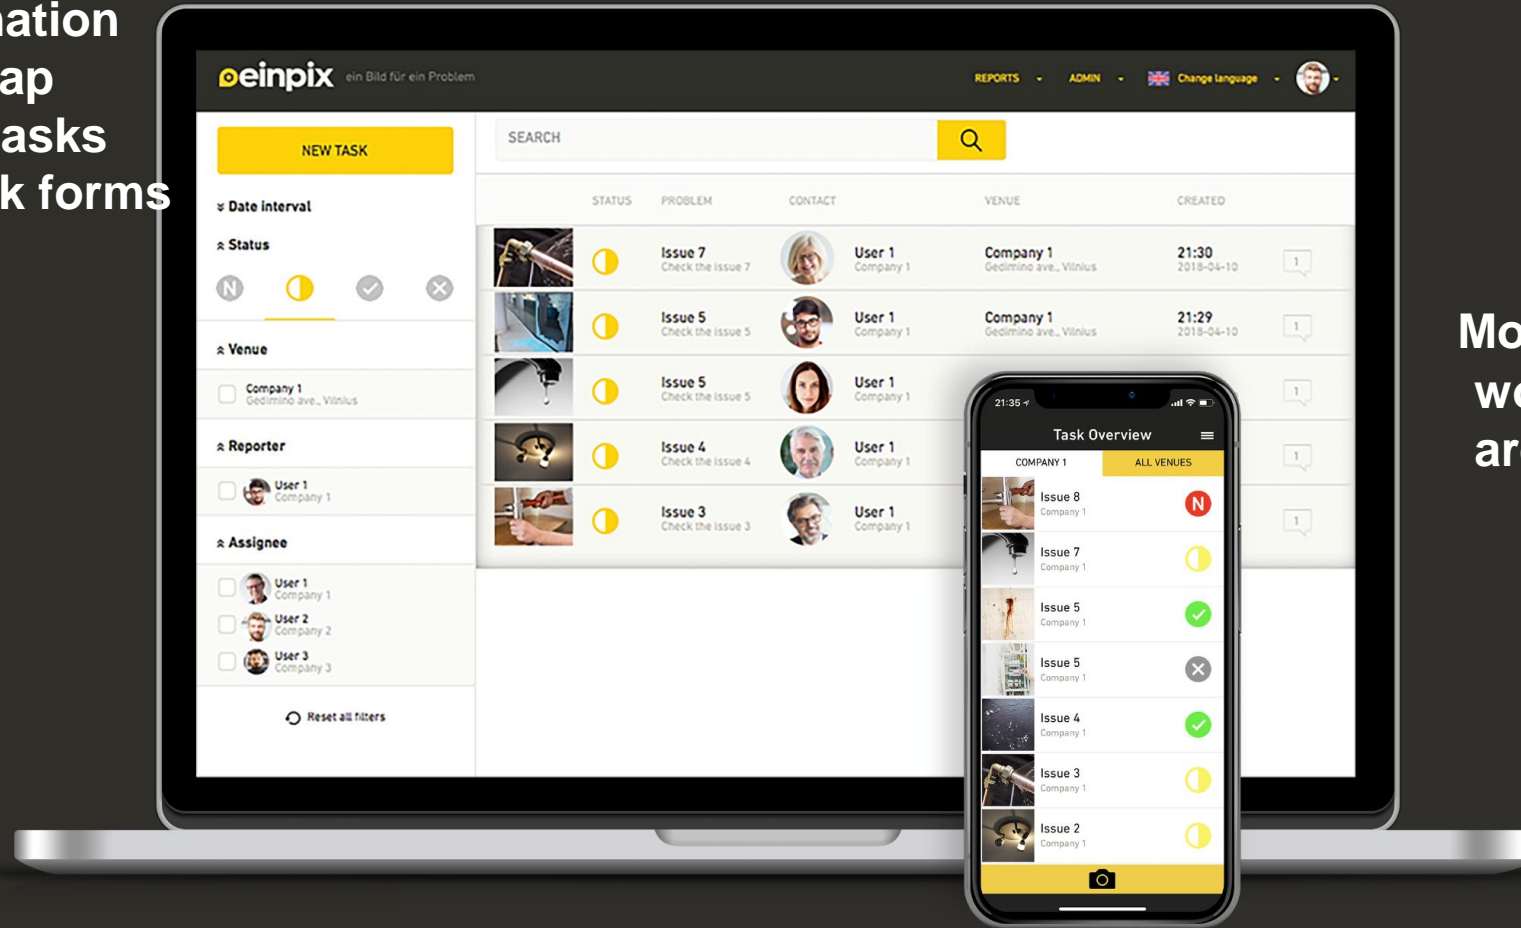 ap
forms
einpix ein Bild für ein Problem
REPORTS ADMIN Change language
NEW TASK
SEARCH
Date interval
Status
N
Venue
Company 1
Gedimino ave., Vilnius
Reporter
User 1
Company 1
Assignee
User 1
Company 1
User 2
Company 2
User 3
Company 3
Reset all filters
STATUS PROBLEM CONTACT VENUE CREATED
Issue 7 User 1 Company 1 21:30
Check the issue 7 Company 1 Gedimino ave., Vilnius 2018-04-10 1
Issue 5 User 1 Company 1 21:29
Check the issue 5 Company 1 Gedimino ave., Vilnius 2018-04-10 1
Issue 5 User 1
Check the issue 5 Company 1 1
Issue 4 User 1
Check the issue 4 Company 1 1
Issue 3 User 1
Check the issue 3 Company 1 1
21:35
Task Overview
COMPANY 1 ALL VENUES
Issue 8 N
Company 1
Issue 7
Company 1
Issue 5
Company 1
Issue 5
Company 1
Issue 4
Company 1
Issue 3
Company 1
Issue 2
Company 1